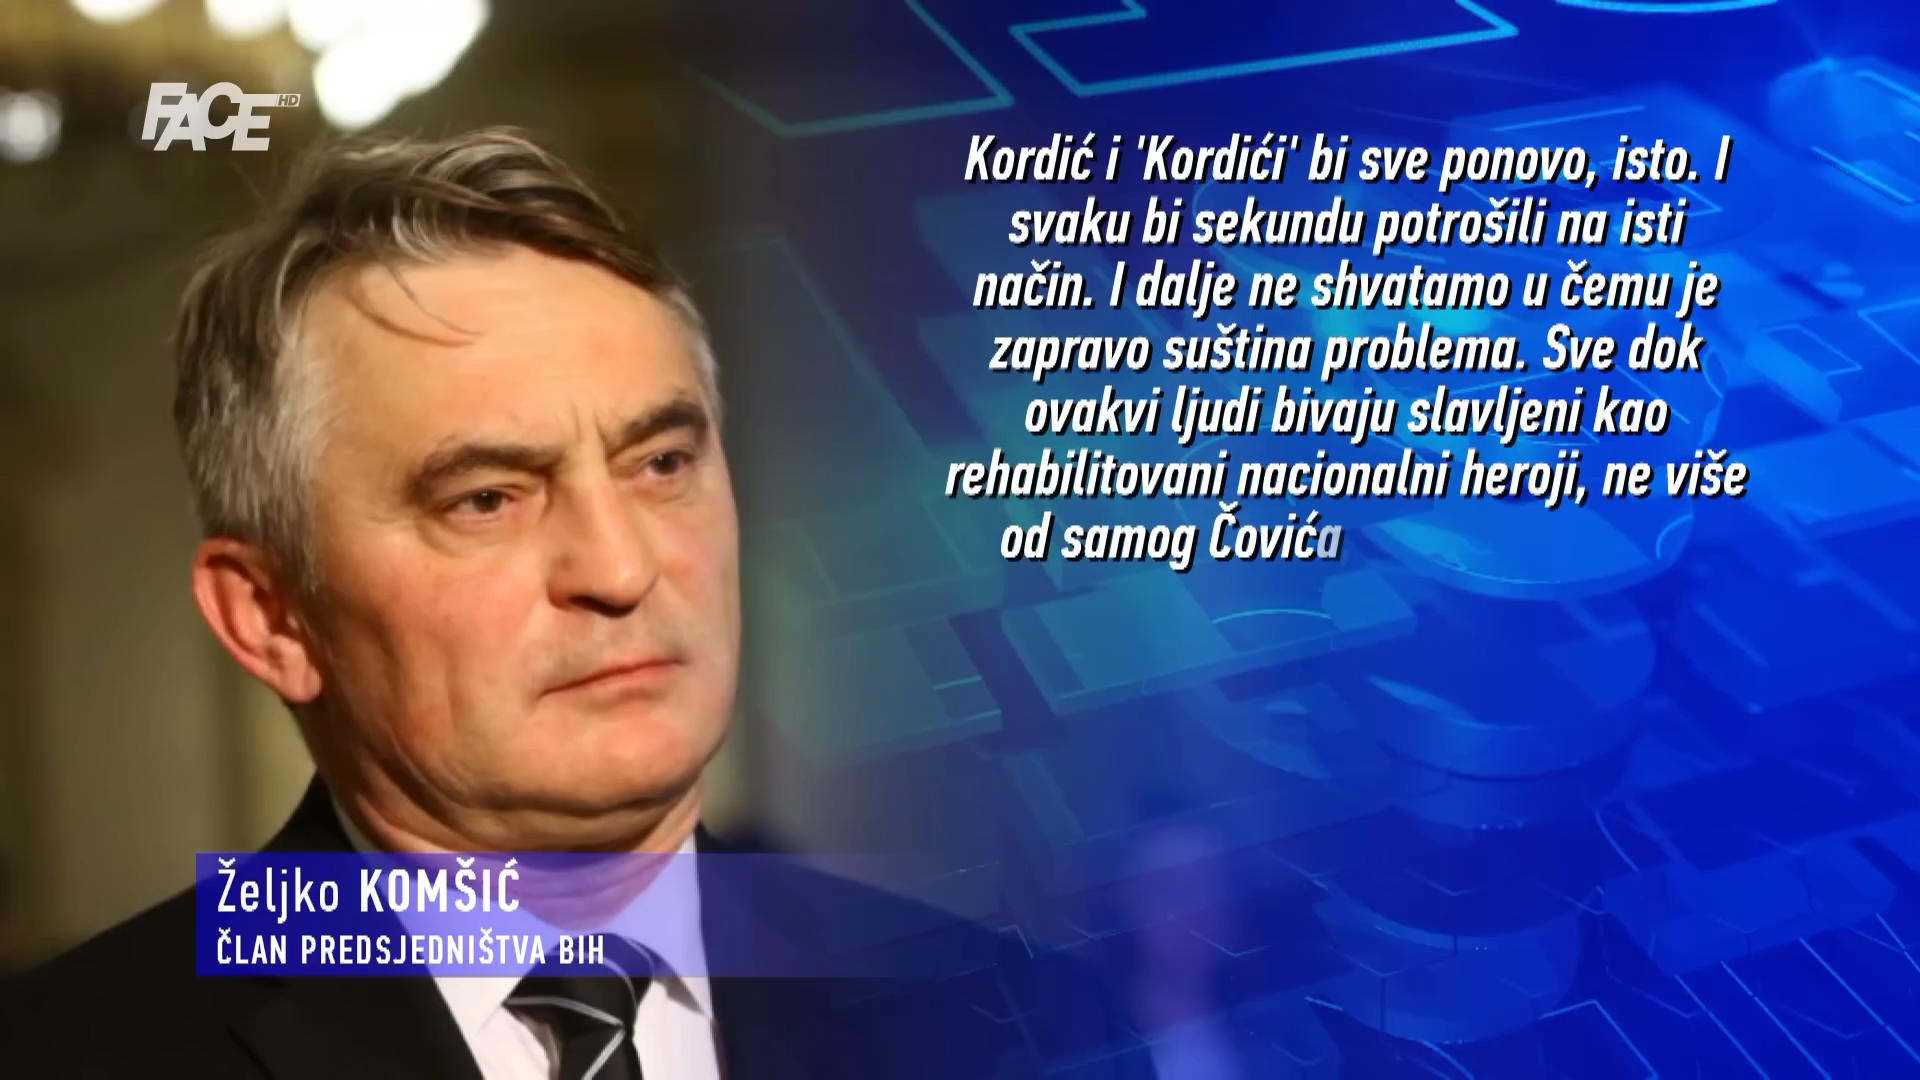 FACE HD
Kordić i 'Kordići' bi sve ponovo, isto. I
svaku bi sekundu potrošili na isti
način. I dalje ne shvatamo u čemu je
zapravo suština problema. Sve dok
ovakvi ljudi bivaju slavljeni kao
rehabilitovani nacionalni heroji, ne više
od samog Čovića
Željko KOMŠIĆ
ČLAN PREDSJEDNIŠTVA BIH